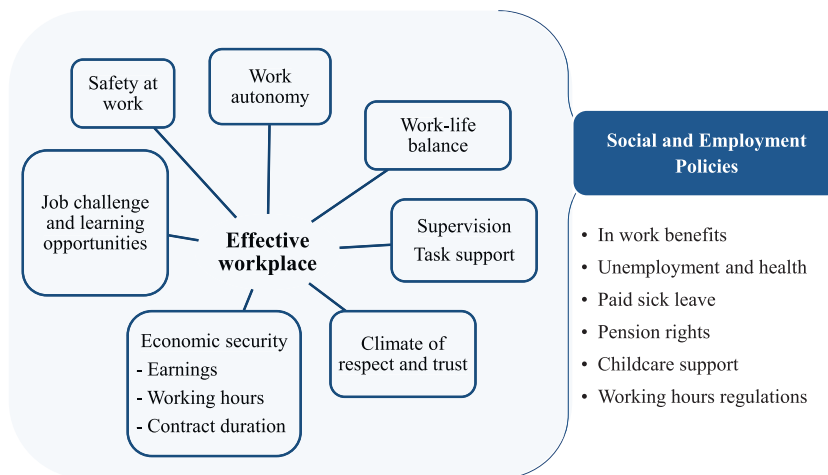 Safety at
work
Work
autonomy
Work-life
balance
Job challenge
and learning
opportunities
Effective
workplace
Supervision
Task support
Economic security
- Earnings
- Working hours
- Contract duration
Climate of
respect and trust
Social and Employment
Policies
• In work benefits
• Unemployment and health
• Paid sick leave
• Pension rights
• Childcare support
• Working hours regulations